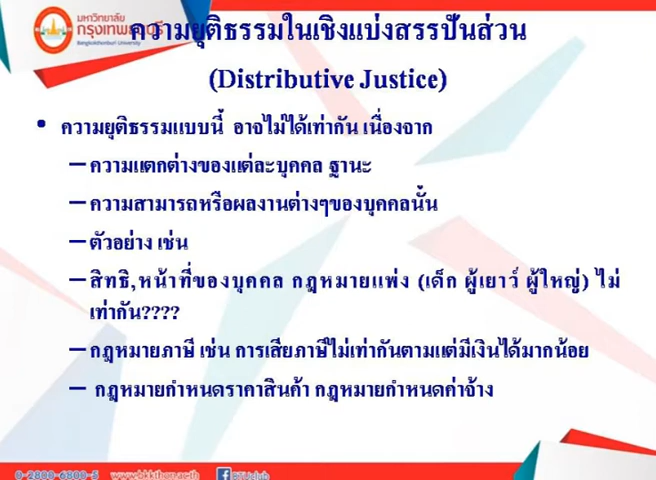 มหาวิทยาลัย
กรุงเทพธนบุรี
Bangkokthonburi University
ความยุติธรรมในเชิงแบ่งสรรปันส่วน
(Distributive Justice)
• ความยุติธรรมแบบนี้ อาจไม่ได้เท่ากัน เนื่องจาก
– ความแตกต่างของแต่ละบุคคล ฐานะ
– ความสามารถหรือผลงานต่างๆของบุคคลนั้น
– ตัวอย่าง เช่น
– สิทธิ,หน้าที่ของบุคคล กฎหมายแพ่ง (เด็ก ผู้เยาว์ ผู้ใหญ่) ไม่
เท่ากัน????
– กฎหมายภาษี เช่น การเสียภาษีไม่เท่ากันตามแต่มีเงินได้มากน้อย
– กฎหมายกำหนดราคาสินค้า กฎหมายกำหนดค่าจ้าง
0-2800-6800-5 www.bkkthon.ac.th BTUclub